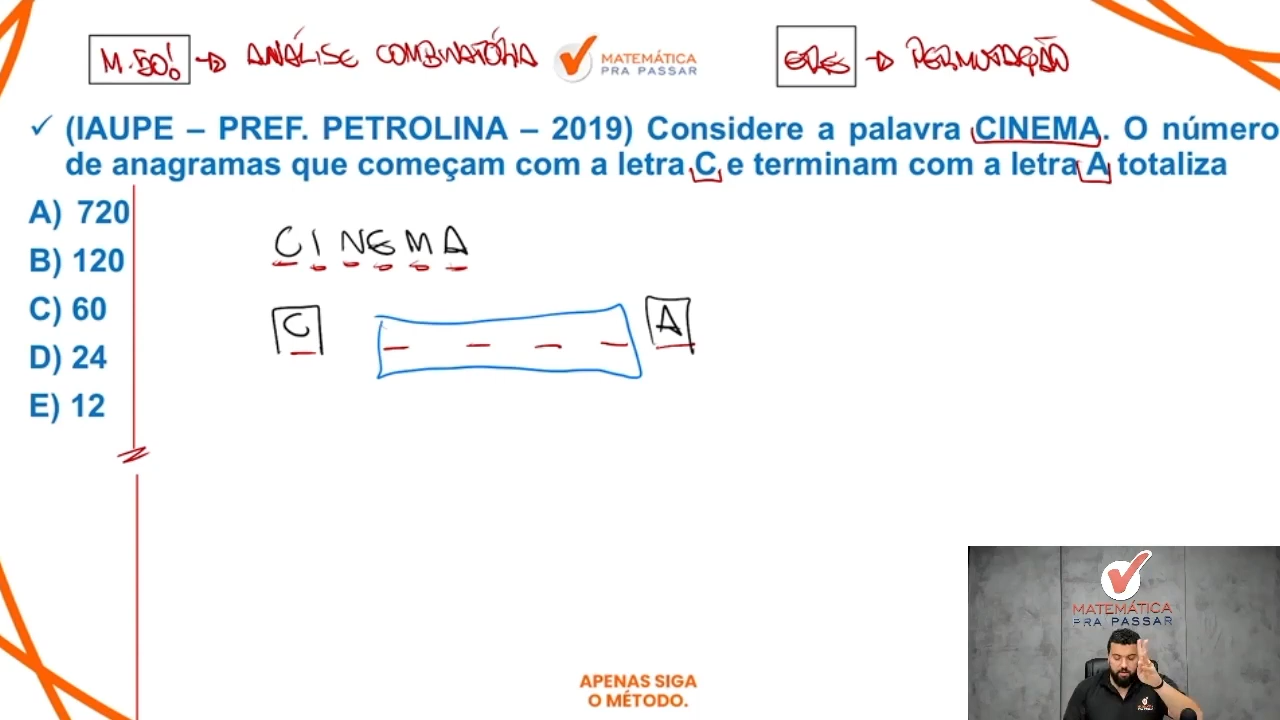 M.50! → ANÁLISE COMBINATÓRIA
MATEMÁTICA
PRA PASSAR
→ PERMUTAÇÃO
✓ (IAUPE – PREF. PETROLINA – 2019) Considere a palavra CINEMA. O número
de anagramas que começam com a letra C e terminam com a letra A totaliza
A) 720
B) 120
C) 60
D) 24
E) 12
CINEMA
C A
MATEMÁTICA
PRA PASSAR
APENAS SIGA
O MÉTODO.